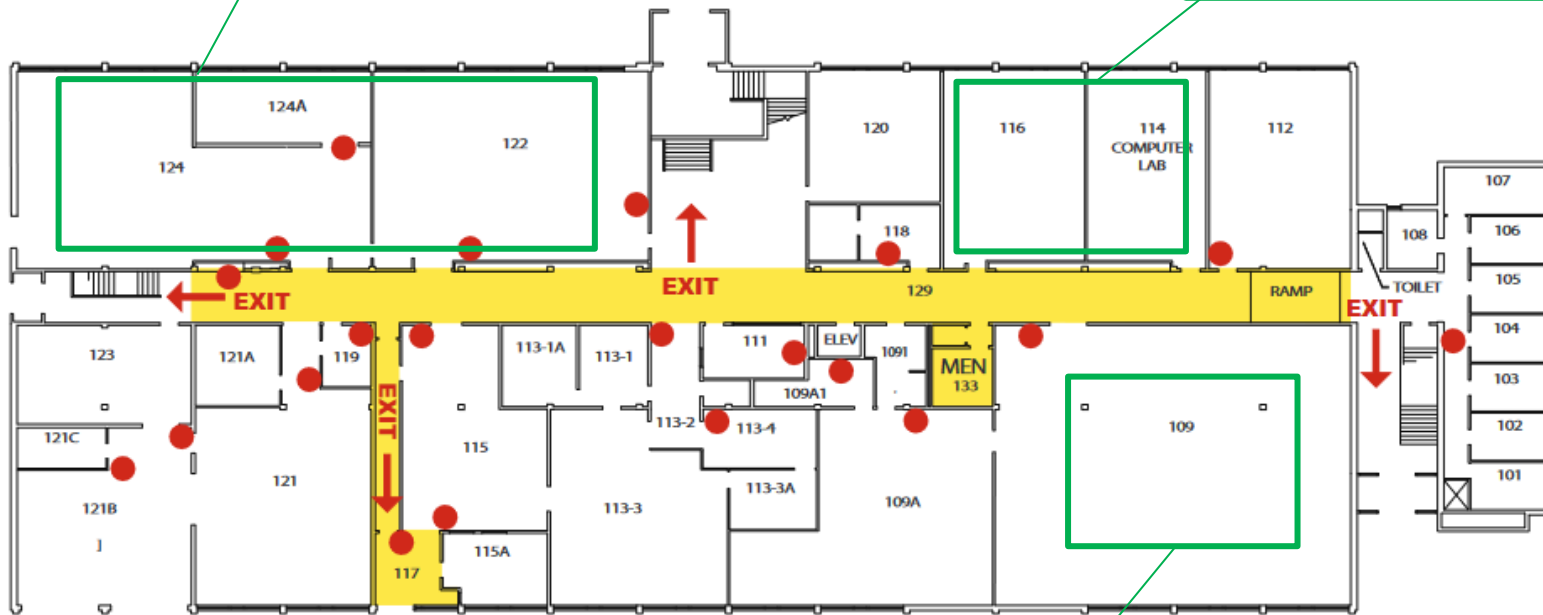 124A
124
122
120
116
114
COMPUTER
LAB
112
107
108
106
118
105
EXIT
EXIT
129
RAMP
TOILET
EXIT
104
123
121A
119
113-1A
113-1
111
ELEV
1091
MEN
133
103
109A1
EXIT
102
121C
115
113-2
113-4
109
101
121
121B
113-3
113-3A
109A
J
115A
117